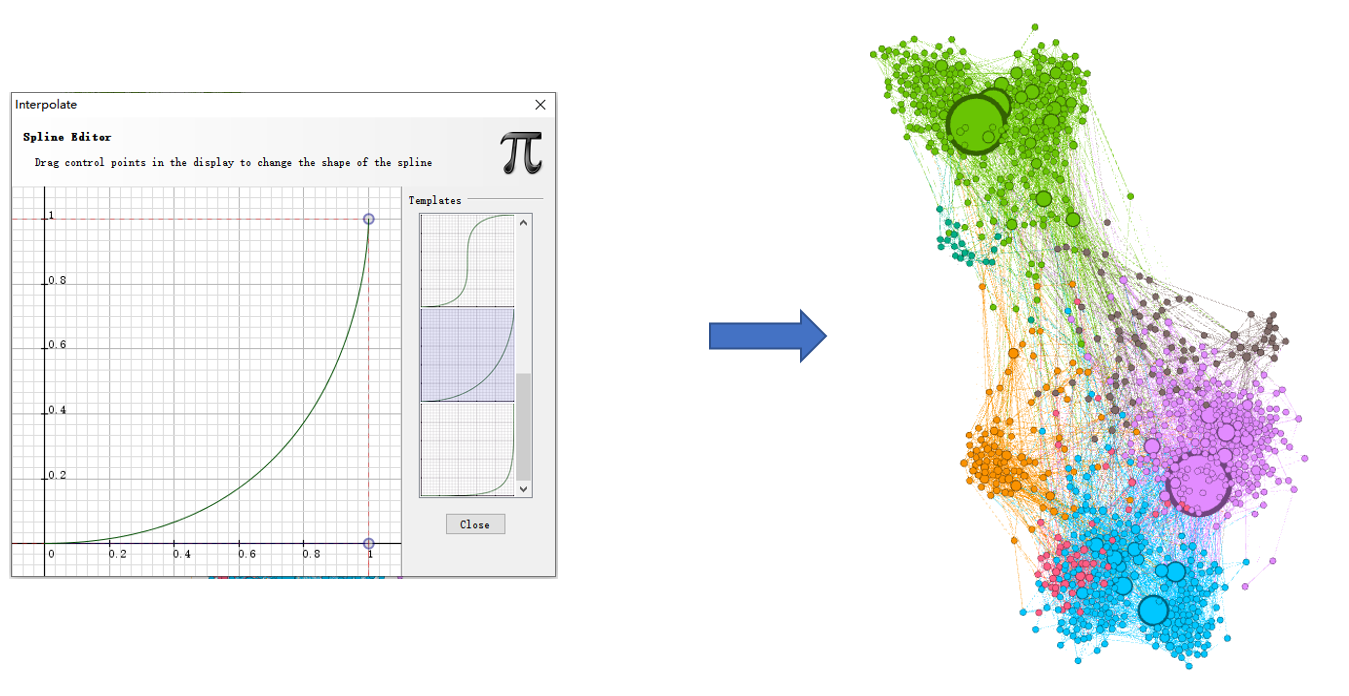 Interpolate
Spline Editor
Drag control points in the display to change the shape of the spline
π
Templates
1
0.8
0.6
0.4
0.2
0 0.2 0.4 0.6 0.8 1
Close